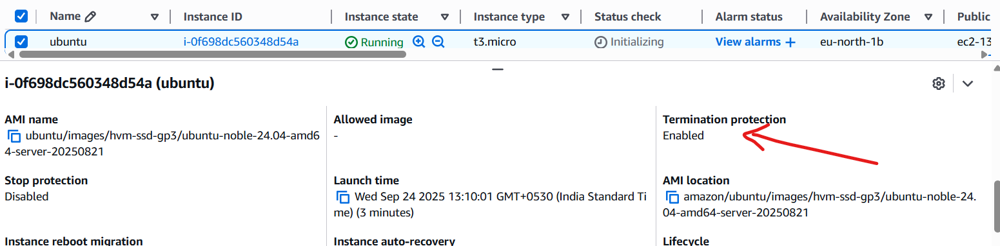 Name Instance ID Instance state Instance type Status check Alarm status Availability Zone Public
ubuntu i-0f698dc560348d54a Running t3.micro Initializing View alarms + eu-north-1b ec2-13
i-0f698dc560348d54a (ubuntu)
AMI name
ubuntu/images/hvm-ssd-gp3/ubuntu-noble-24.04-amd6
4-server-20250821
Allowed image
-
Termination protection
Enabled
Stop protection
Disabled
Launch time
Wed Sep 24 2025 13:10:01 GMT+0530 (India Standard Ti
me) (3 minutes)
AMI location
amazon/ubuntu/images/hvm-ssd-gp3/ubuntu-noble-24.
04-amd64-server-20250821
Instance reboot migration
Instance auto-recovery
Lifecycle